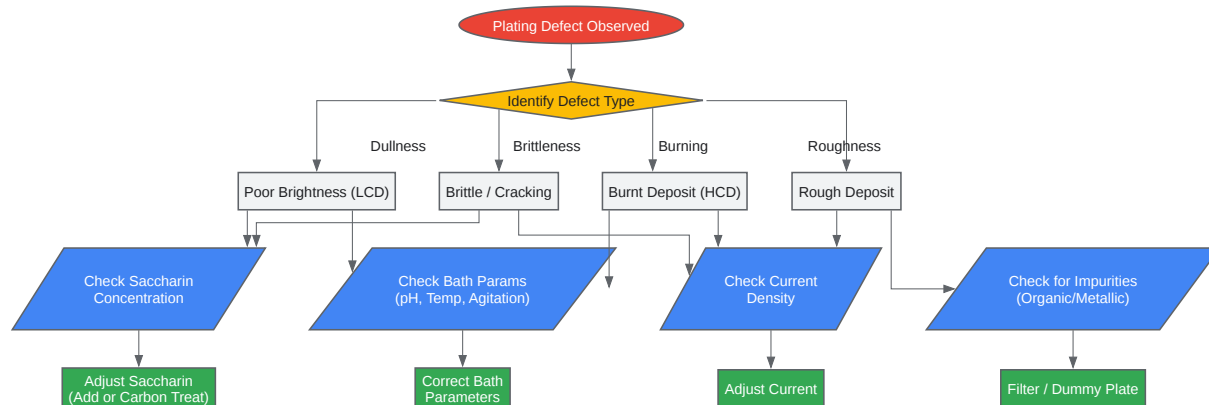 Plating Defect Observed
Identify Defect Type
Dullness
Brittleness
Burning
Roughness
Poor Brightness (LCD)
Brittle / Cracking
Burnt Deposit (HCD)
Rough Deposit
Check Saccharin
Concentration
Check Bath Params
(pH, Temp, Agitation)
Check Current
Density
Check for Impurities
(Organic/Metallic)
Adjust Saccharin
(Add or Carbon Treat)
Correct Bath
Parameters
Adjust Current
Filter / Dummy Plate